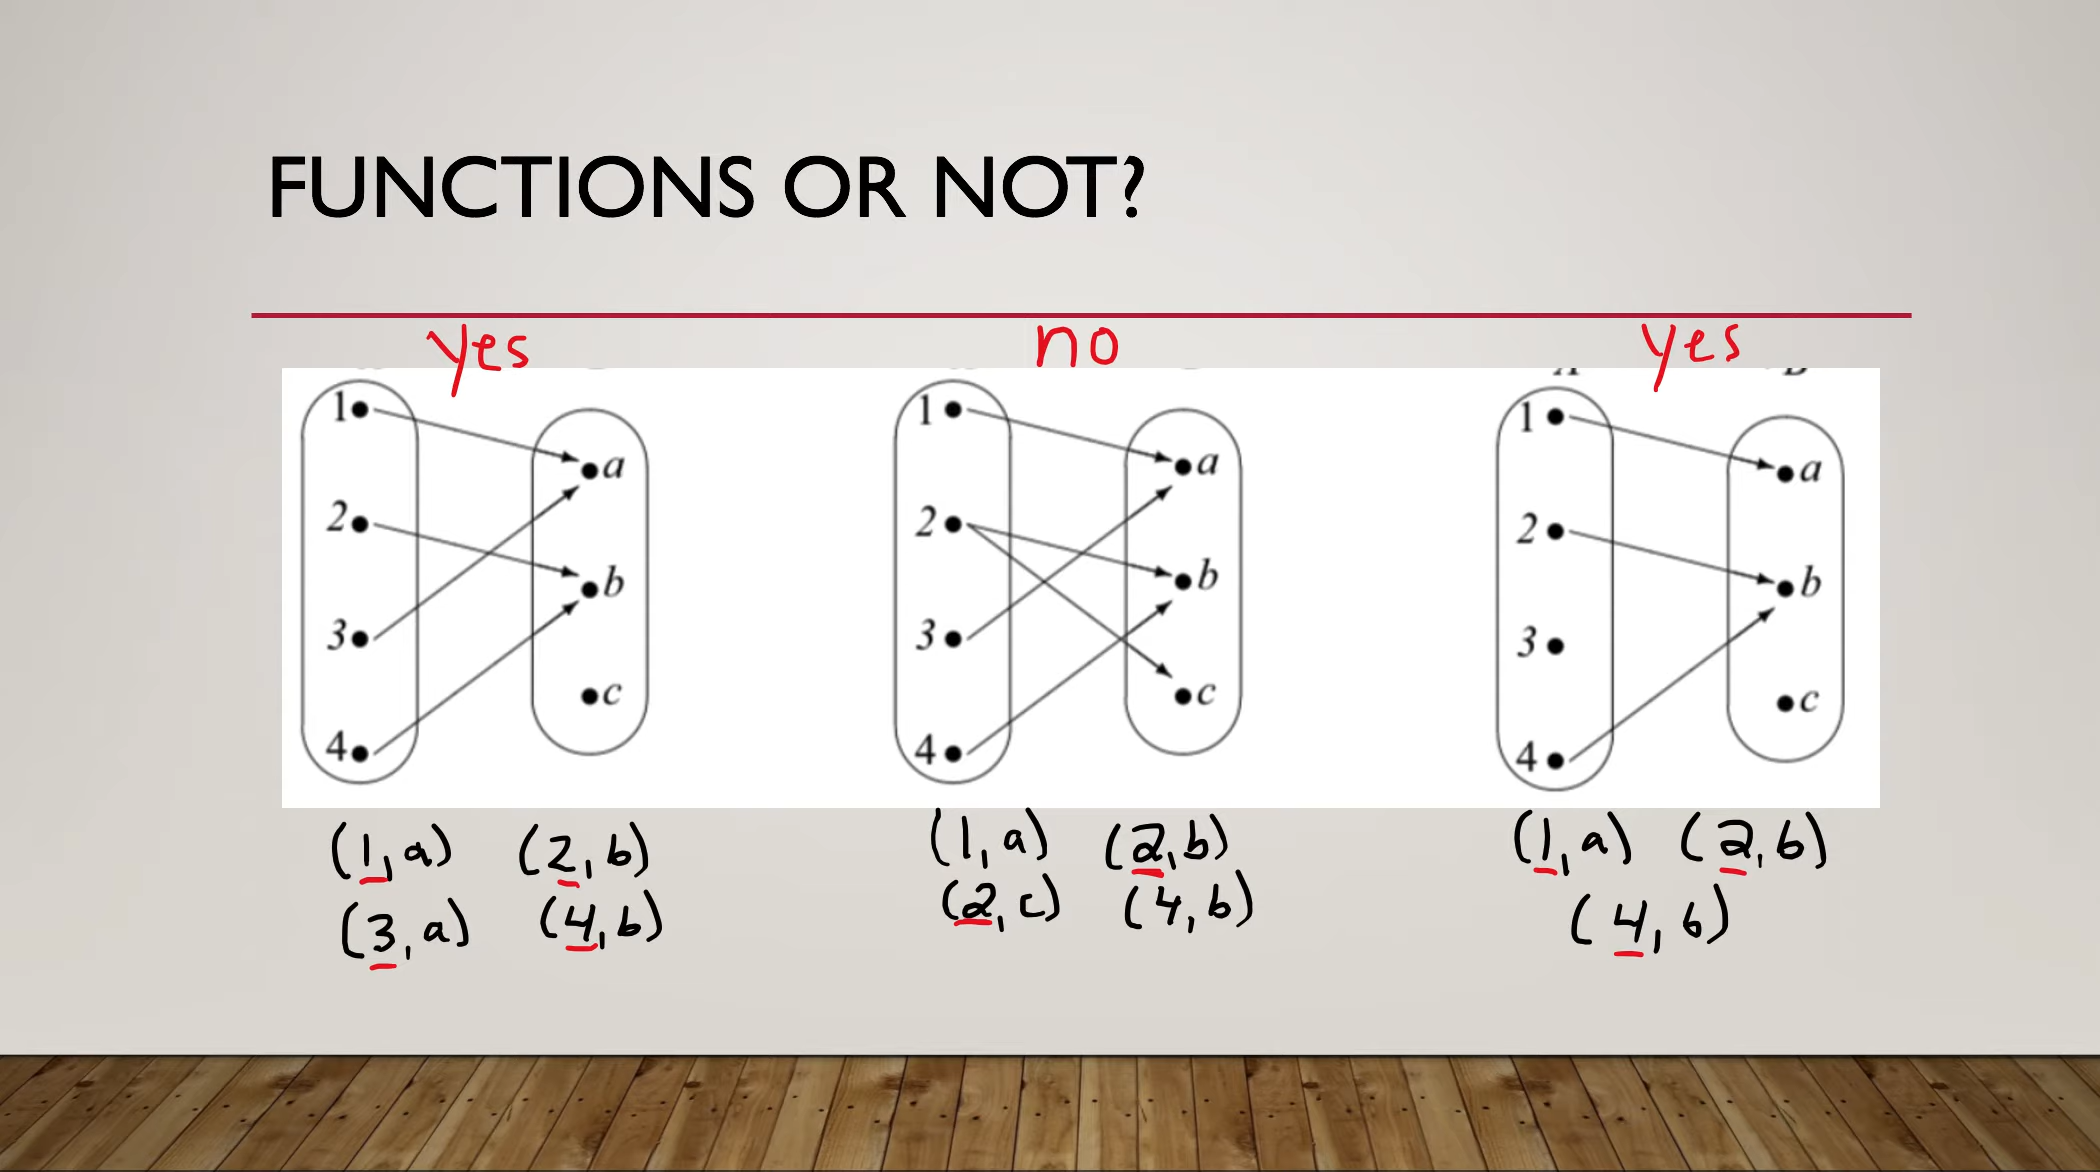 FUNCTIONS OR NOT?
yes
no
yes
A B
1 a
2 b
3
c
4
1 a
2 b
3
c
4
1 a
2 b
3
c
4
(1,a) (2,b)
(3,a) (4,b)
(1,a) (2,b)
(2,c) (4,b)
(1,a) (2,b)
(4,b)